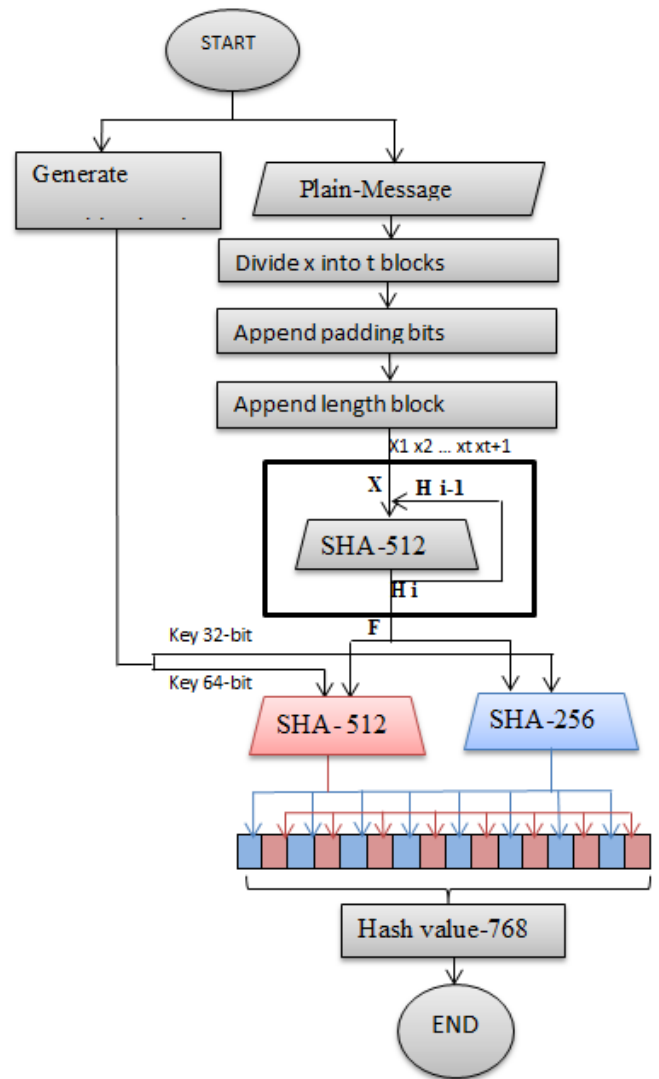 START
Generate
Plain-Message
Divide x into t blocks
Append padding bits
Append length block
X1 x2 ... xt xt+1
X
H i-1
SHA-512
H i
F
Key 32-bit
Key 64-bit
SHA- 512
SHA-256
Hash value-768
END